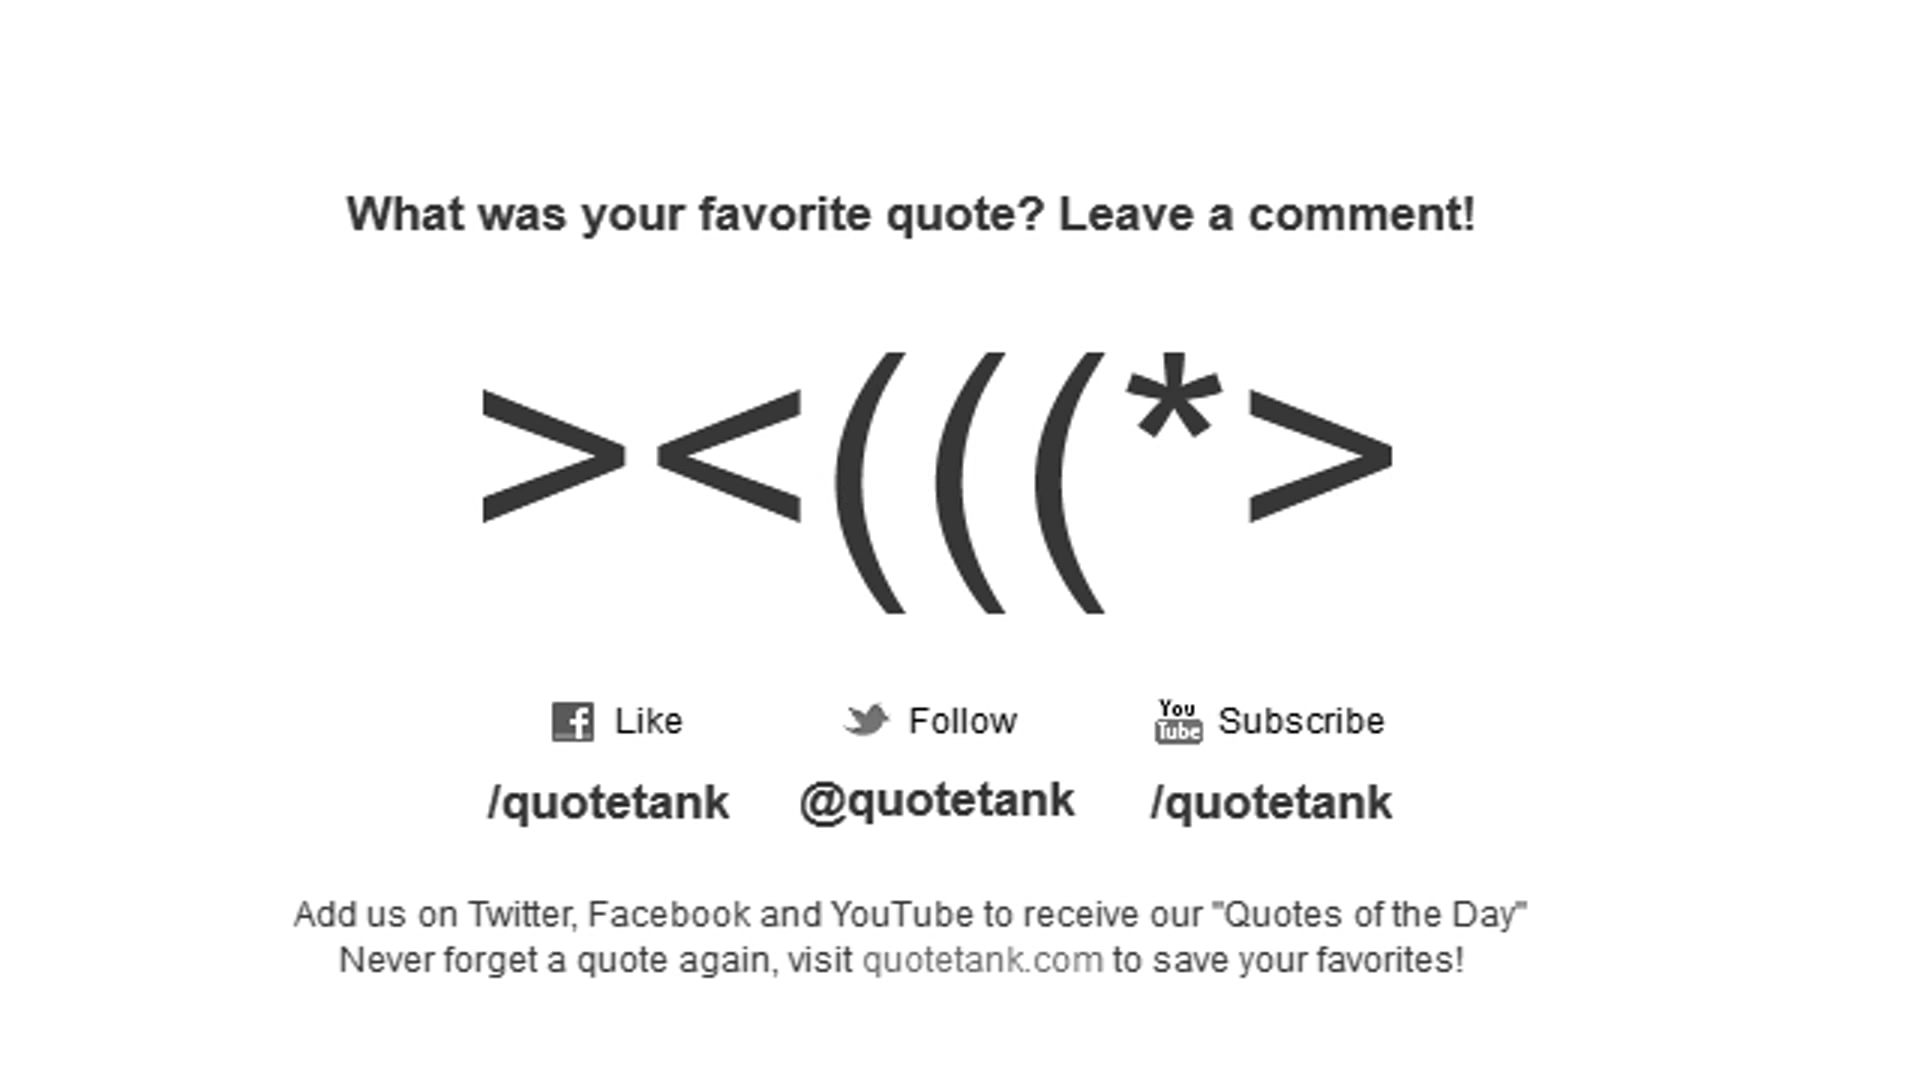 What was your favorite quote? Leave a comment!
><(((*>
f Like Follow You Tube Subscribe
/quotetank @quotetank /quotetank
Add us on Twitter, Facebook and YouTube to receive our "Quotes of the Day"
Never forget a quote again, visit quotetank.com to save your favorites!